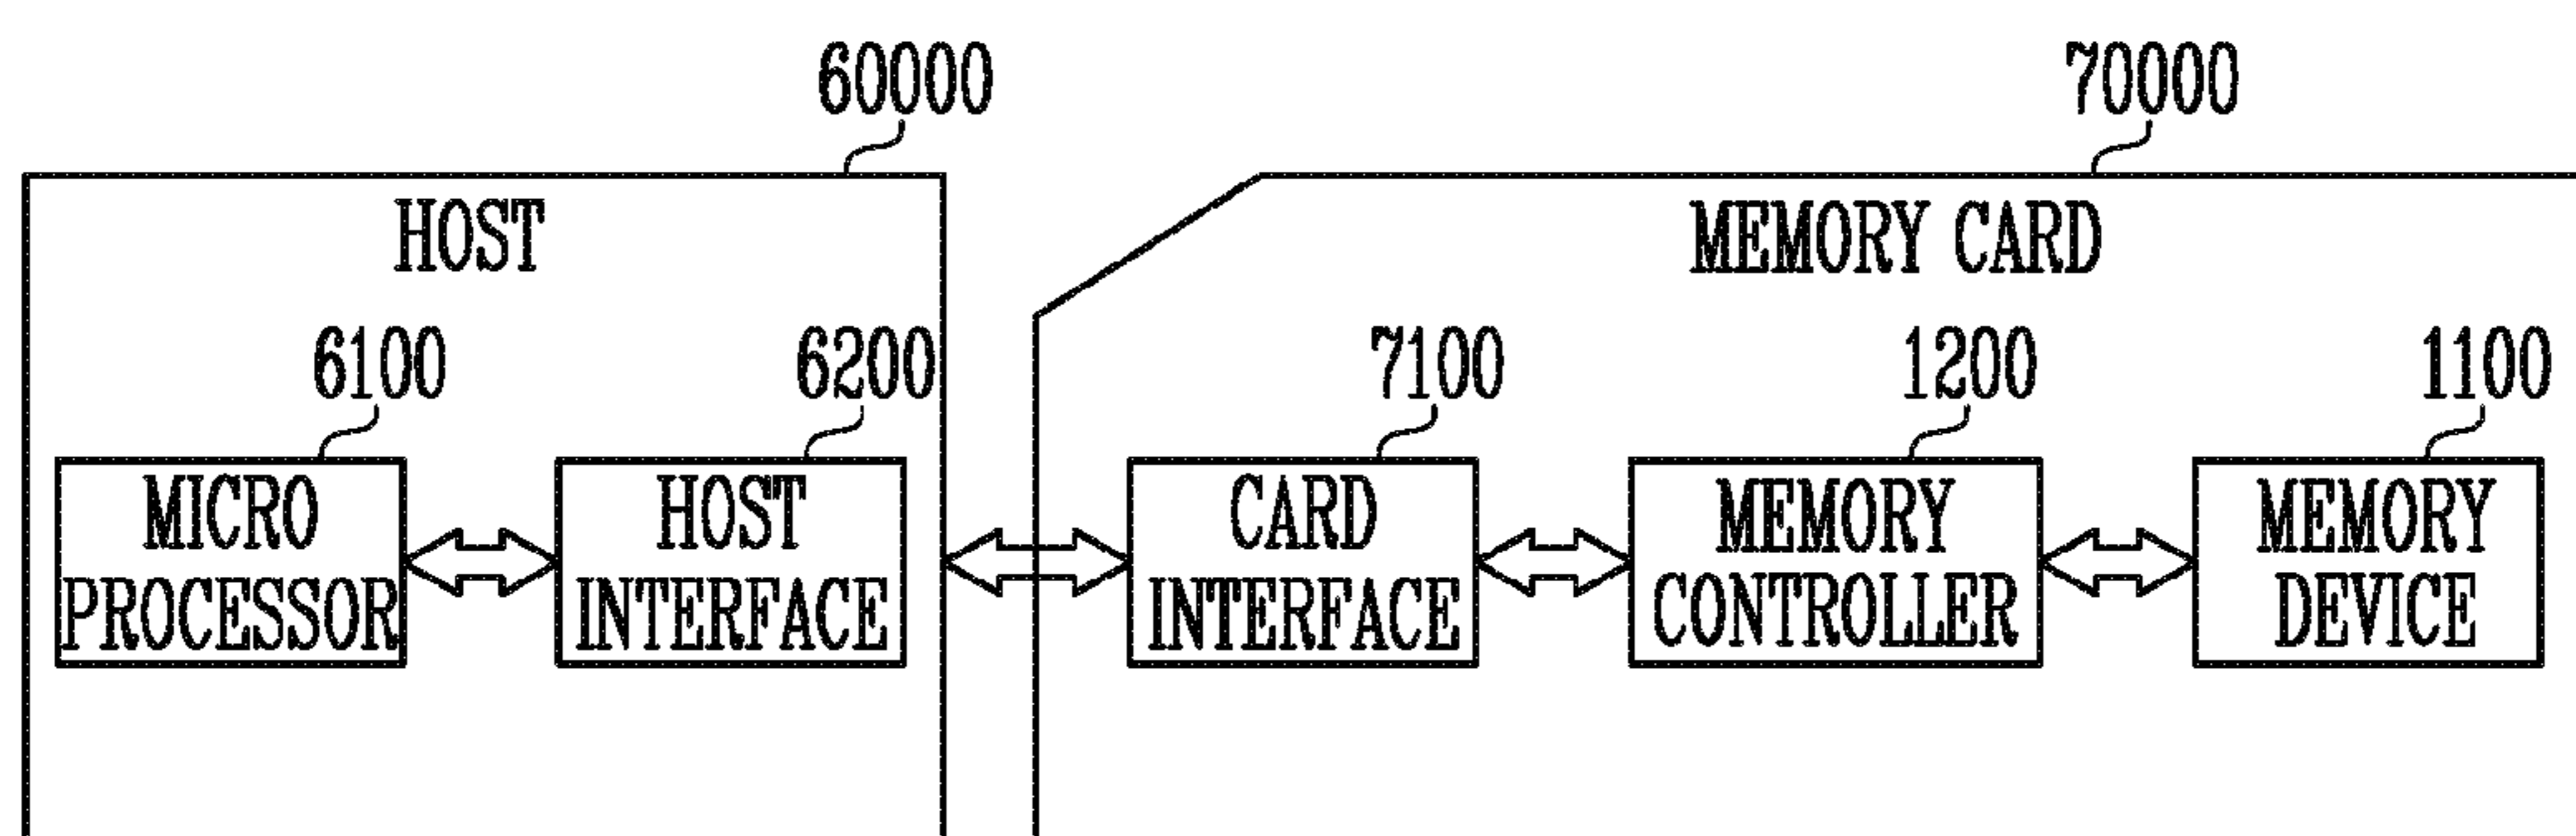 60000
70000
HOST
MEMORY CARD
6100
6200
7100
1200
1100
MICRO
PROCESSOR
HOST
INTERFACE
CARD
INTERFACE
MEMORY
CONTROLLER
MEMORY
DEVICE